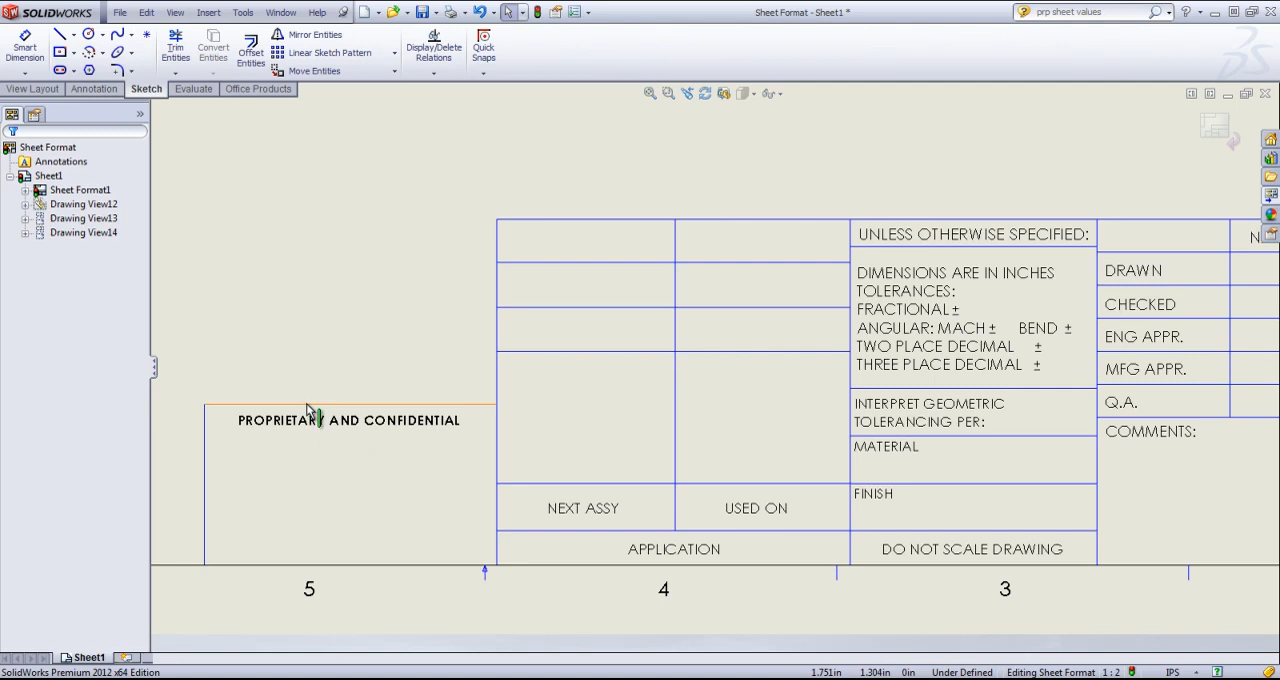 SOLIDWORKS File Edit View Insert Tools Window Help Sheet Format - Sheet1 * prp sheet values
Smart Dimension
Trim Entities
Convert Entities
Offset Entities
Mirror Entities
Linear Sketch Pattern
Move Entities
Display/Delete Relations
Quick Snaps
View Layout Annotation Sketch Evaluate Office Products
Sheet Format
Annotations
Sheet1
Sheet Format1
Drawing View12
Drawing View13
Drawing View14
PROPRIETARY AND CONFIDENTIAL
NEXT ASSY USED ON
APPLICATION
UNLESS OTHERWISE SPECIFIED:
DIMENSIONS ARE IN INCHES
TOLERANCES:
FRACTIONAL ±
ANGULAR: MACH ± BEND ±
TWO PLACE DECIMAL ±
THREE PLACE DECIMAL ±
INTERPRET GEOMETRIC
TOLERANCING PER:
MATERIAL
FINISH
DO NOT SCALE DRAWING
DRAWN
CHECKED
ENG APPR.
MFG APPR.
Q.A.
COMMENTS:
5 4 3
Sheet1
SolidWorks Premium 2012 x64 Edition 1.751in 1.304in 0in Under Defined Editing Sheet Format 1 : 2 IPS